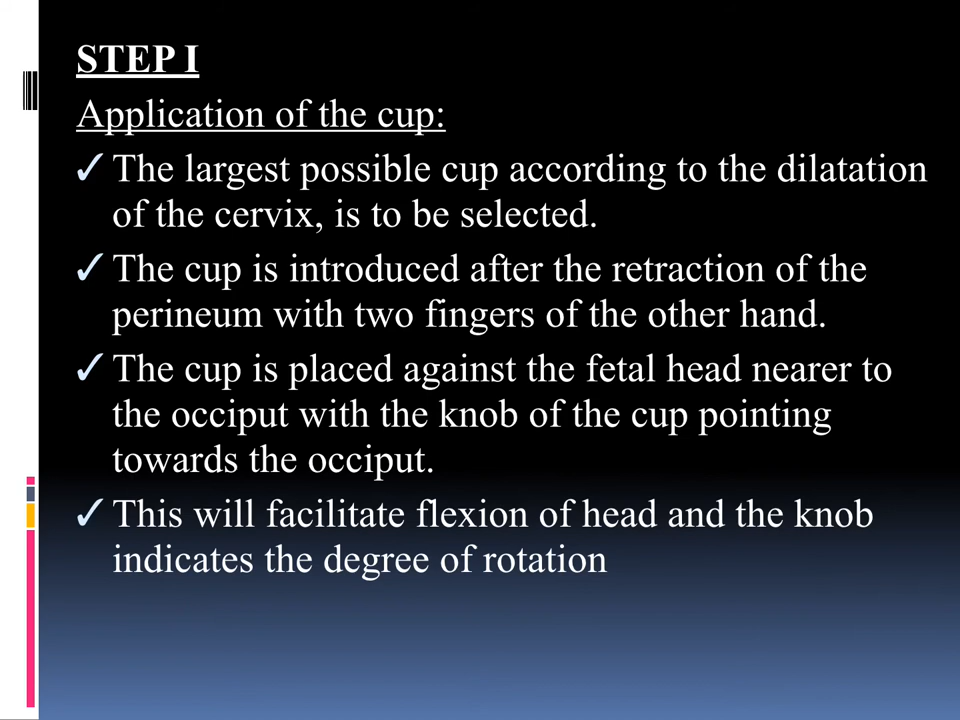 STEP I
Application of the cup:
✓ The largest possible cup according to the dilatation
of the cervix, is to be selected.
✓ The cup is introduced after the retraction of the
perineum with two fingers of the other hand.
✓ The cup is placed against the fetal head nearer to
the occiput with the knob of the cup pointing
towards the occiput.
✓ This will facilitate flexion of head and the knob
indicates the degree of rotation